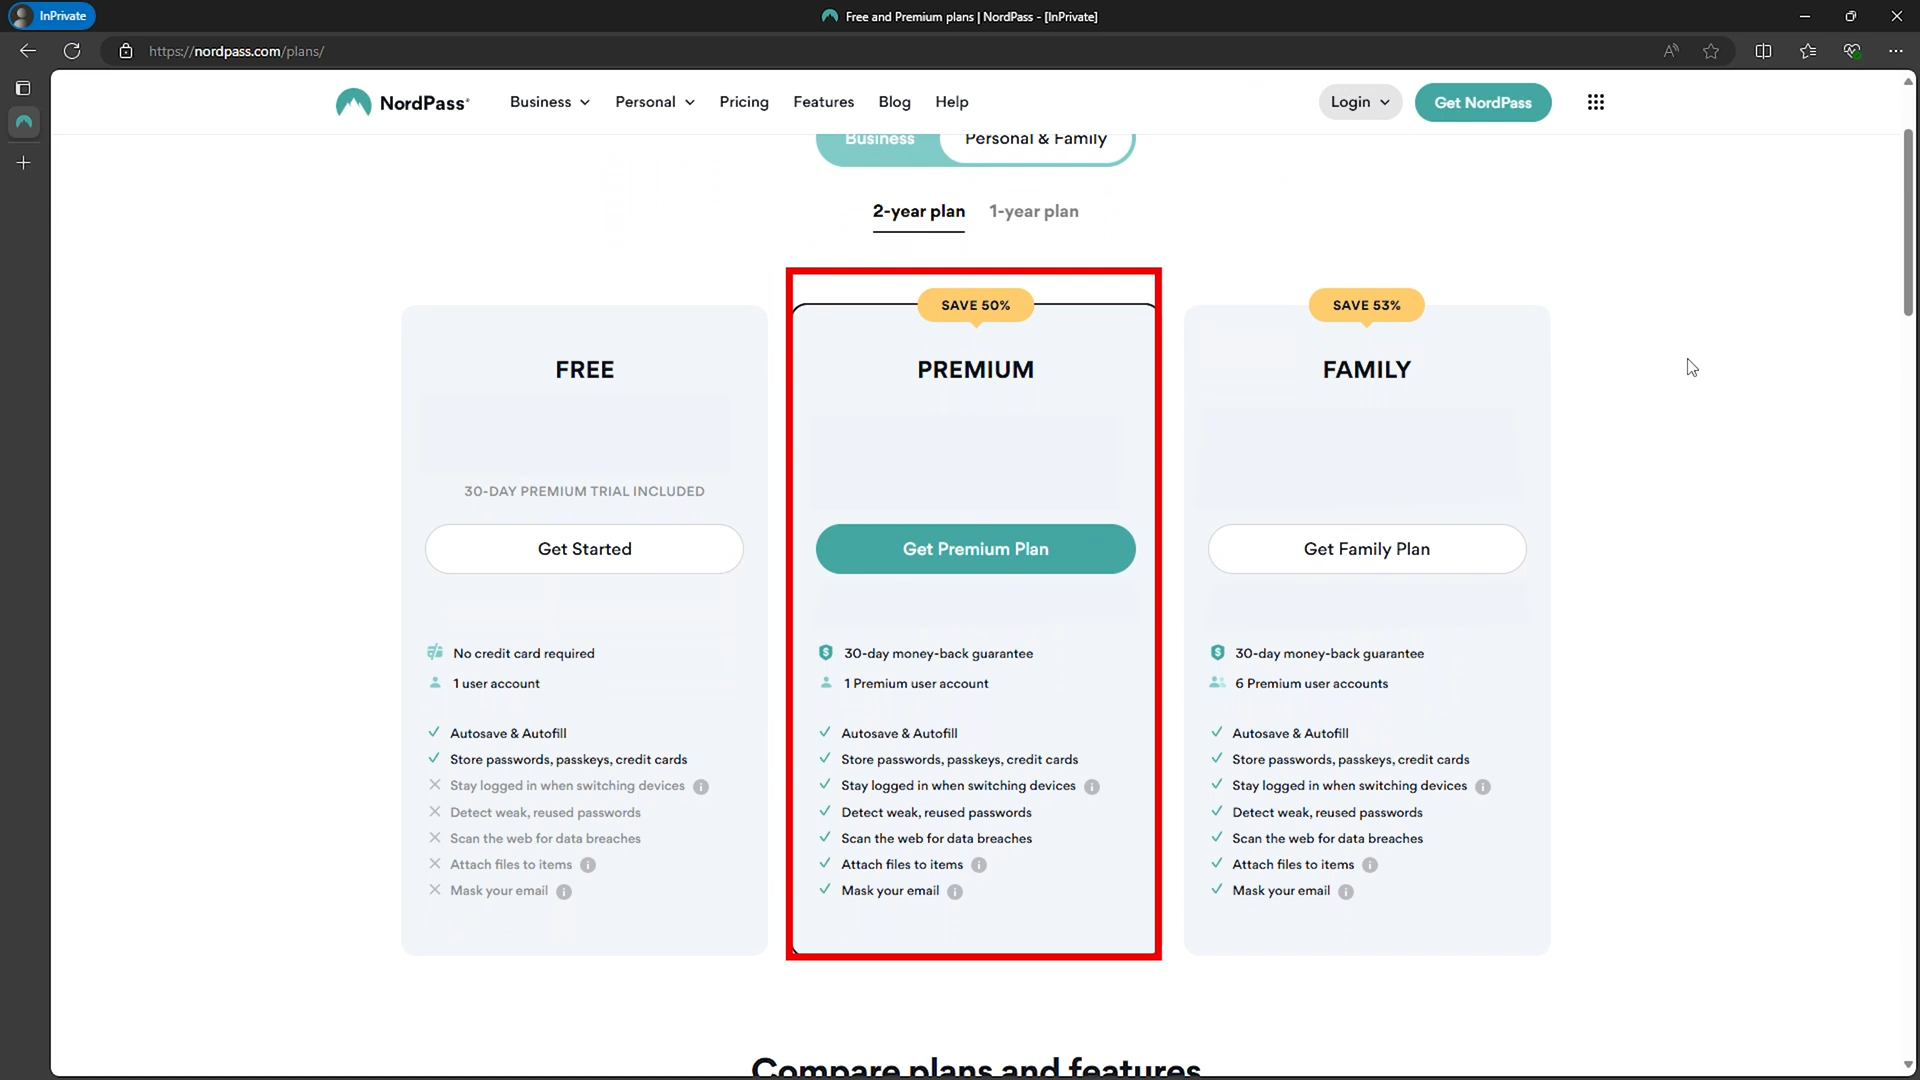 InPrivate
Free and Premium plans | NordPass - [InPrivate]
https://nordpass.com/plans/
NordPass®
Business
Personal
Pricing
Features
Blog
Help
Login
Get NordPass
Business
Personal & Family
2-year plan
1-year plan
FREE
30-DAY PREMIUM TRIAL INCLUDED
Get Started
No credit card required
1 user account
Autosave & Autofill
Store passwords, passkeys, credit cards
Stay logged in when switching devices
Detect weak, reused passwords
Scan the web for data breaches
Attach files to items
Mask your email
SAVE 50%
PREMIUM
Get Premium Plan
30-day money-back guarantee
1 Premium user account
Autosave & Autofill
Store passwords, passkeys, credit cards
Stay logged in when switching devices
Detect weak, reused passwords
Scan the web for data breaches
Attach files to items
Mask your email
SAVE 53%
FAMILY
Get Family Plan
30-day money-back guarantee
6 Premium user accounts
Autosave & Autofill
Store passwords, passkeys, credit cards
Stay logged in when switching devices
Detect weak, reused passwords
Scan the web for data breaches
Attach files to items
Mask your email
Compare plans and features